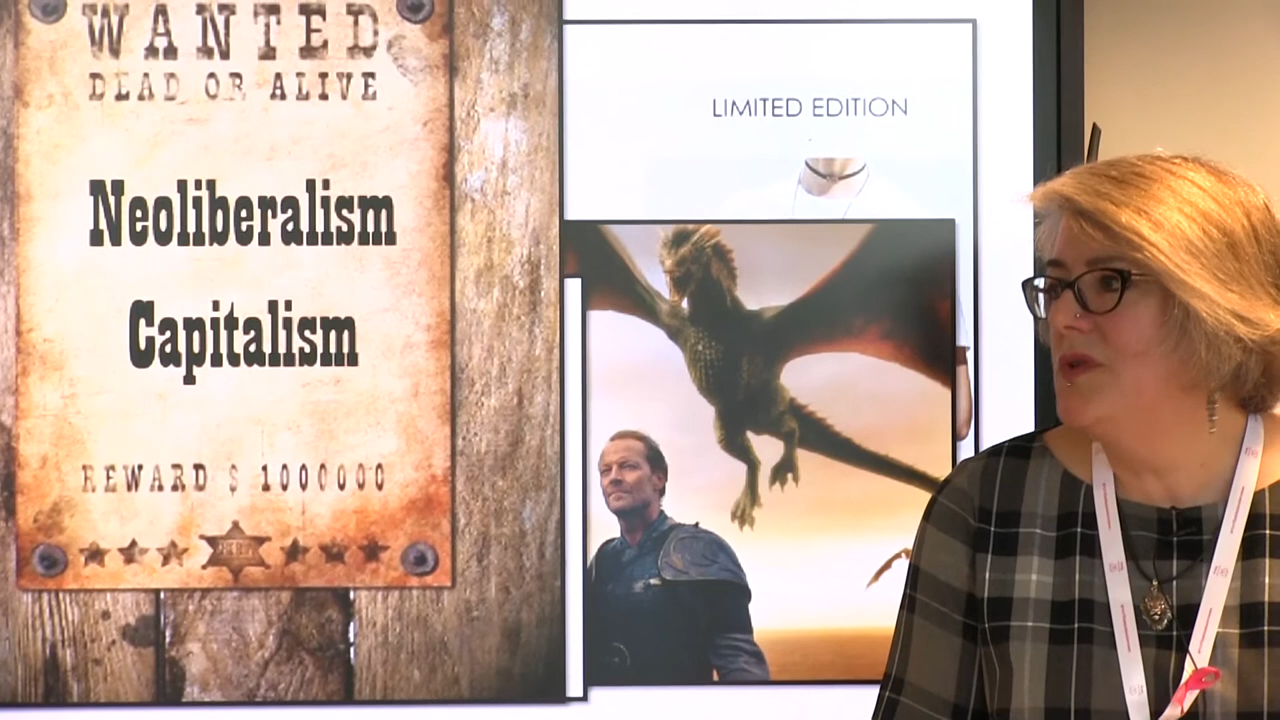 WANTED
DEAD OR ALIVE
Neoliberalism
Capitalism
REWARD $ 1000000
LIMITED EDITION